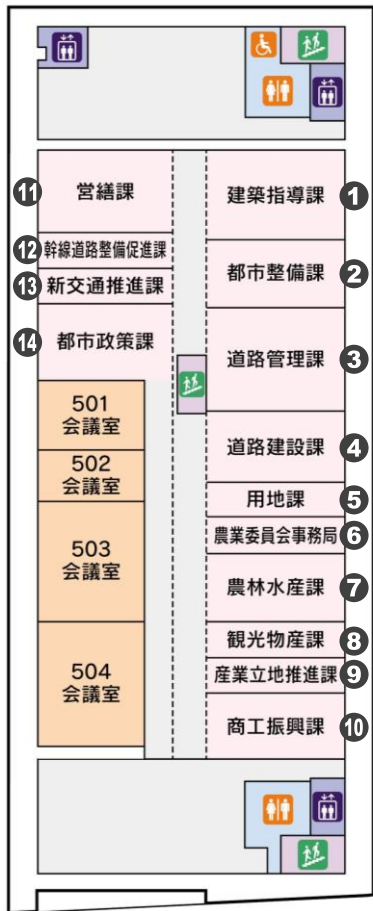 ⑪ 営繕課
⑫ 幹線道路整備促進課
⑬ 新交通推進課
⑭ 都市政策課
501
会議室
502
会議室
503
会議室
504
会議室
建築指導課 ①
都市整備課 ②
道路管理課 ③
道路建設課 ④
用地課 ⑤
農業委員会事務局 ⑥
農林水産課 ⑦
観光物産課 ⑧
産業立地推進課 ⑨
商工振興課 ⑩